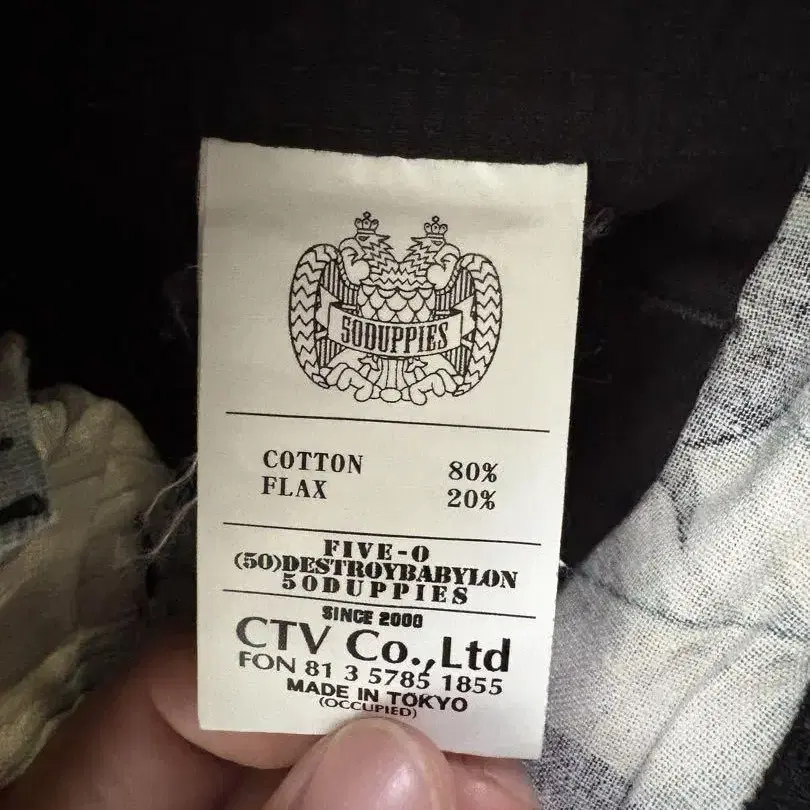 50DUPPIES
COTTON 80%
FLAX 20%
FIVE-O
(50)DESTROYBABYLON
50DUPPIES
SINCE 2000
CTV Co.,Ltd
FON 81 3 5785 1855
MADE IN TOKYO
(OCCUPIED)